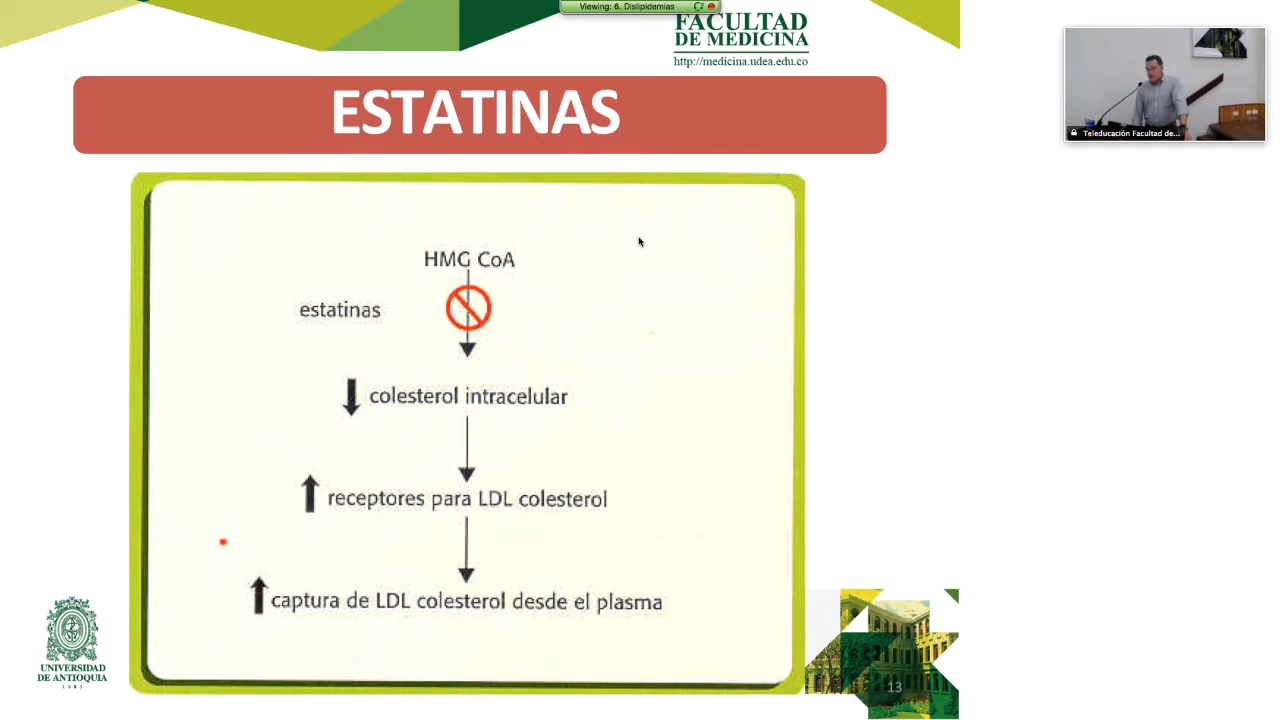 Viewing: 6. Dislipidemias
FACULTAD
DE MEDICINA
http://medicina.udea.edu.co
ESTATINAS
HMG CoA
estatinas
colesterol intracelular
receptores para LDL colesterol
captura de LDL colesterol desde el plasma
UNIVERSIDAD
DE ANTIOQUIA
1803
13
Teleducación Facultad de...